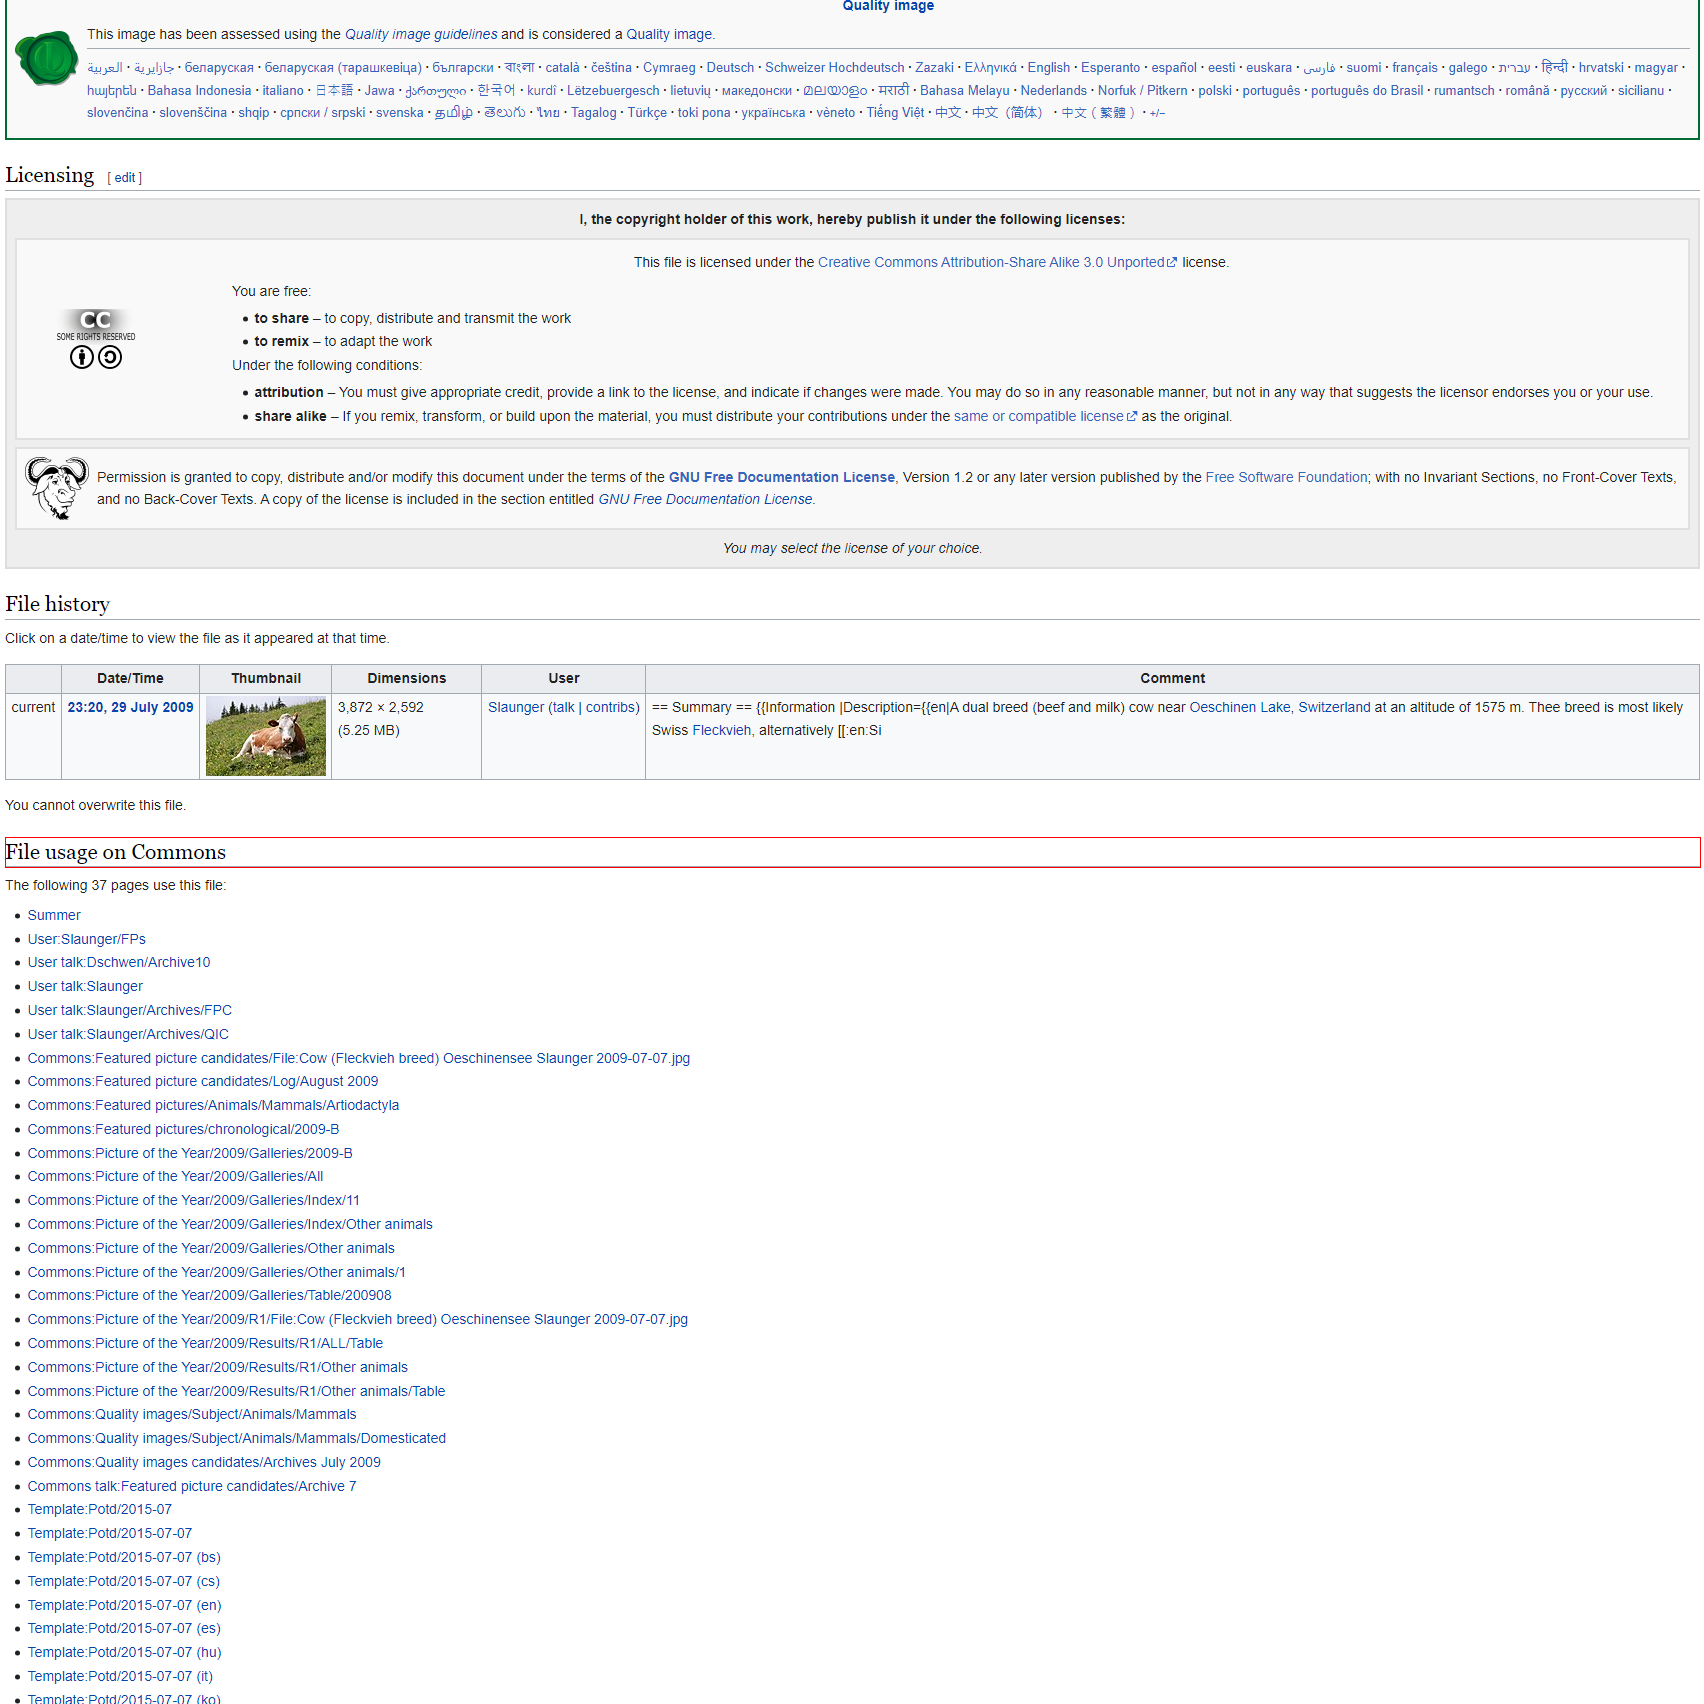 Quality image
This image has been assessed using the Quality image guidelines and is considered a Quality image.
العربية · جازايرية · беларуская · беларуская (тарашкевіца) · български · বাংলা · català · čeština · Cymraeg · Deutsch · Schweizer Hochdeutsch · Zazaki · Ελληνικά · English · Esperanto · español · eesti · euskara · فارسی · suomi · français · galego · עברית · हिन्दी · hrvatski · magyar ·
հայերեն · Bahasa Indonesia · italiano · 日本語 · Jawa · ქართული · 한국어 · kurdî · Lëtzebuergesch · lietuvių · македонски · മലയാളം · मराठी · Bahasa Melayu · Nederlands · Norfuk / Pitkern · polski · português · português do Brasil · rumantsch · română · русский · sicilianu ·
slovenčina · slovenščina · shqip · српски / srpski · svenska · தமிழ் · తెలుగు · ไทย · Tagalog · Türkçe · toki pona · українська · vèneto · Tiếng Việt · 中文 · 中文（简体） · 中文（繁體） · +/−
Licensing [ edit ]
I, the copyright holder of this work, hereby publish it under the following licenses:
This file is licensed under the Creative Commons Attribution-Share Alike 3.0 Unported license.
You are free:
CC
SOME RIGHTS RESERVED
• to share – to copy, distribute and transmit the work
• to remix – to adapt the work
Under the following conditions:
• attribution – You must give appropriate credit, provide a link to the license, and indicate if changes were made. You may do so in any reasonable manner, but not in any way that suggests the licensor endorses you or your use.
• share alike – If you remix, transform, or build upon the material, you must distribute your contributions under the same or compatible license as the original.
Permission is granted to copy, distribute and/or modify this document under the terms of the GNU Free Documentation License, Version 1.2 or any later version published by the Free Software Foundation; with no Invariant Sections, no Front-Cover Texts,
and no Back-Cover Texts. A copy of the license is included in the section entitled GNU Free Documentation License.
You may select the license of your choice.
File history
Click on a date/time to view the file as it appeared at that time.
Date/Time Thumbnail Dimensions User Comment
current 23:20, 29 July 2009 3,872 × 2,592 Slaunger (talk | contribs) == Summary == {{Information |Description={{en|A dual breed (beef and milk) cow near Oeschinen Lake, Switzerland at an altitude of 1575 m. Thee breed is most likely
(5.25 MB) Swiss Fleckvieh, alternatively [[:en:Si
You cannot overwrite this file.
File usage on Commons
The following 37 pages use this file:
• Summer
• User:Slaunger/FPs
• User talk:Dschwen/Archive10
• User talk:Slaunger
• User talk:Slaunger/Archives/FPC
• User talk:Slaunger/Archives/QIC
• Commons:Featured picture candidates/File:Cow (Fleckvieh breed) Oeschinensee Slaunger 2009-07-07.jpg
• Commons:Featured picture candidates/Log/August 2009
• Commons:Featured pictures/Animals/Mammals/Artiodactyla
• Commons:Featured pictures/chronological/2009-B
• Commons:Picture of the Year/2009/Galleries/2009-B
• Commons:Picture of the Year/2009/Galleries/All
• Commons:Picture of the Year/2009/Galleries/Index/11
• Commons:Picture of the Year/2009/Galleries/Index/Other animals
• Commons:Picture of the Year/2009/Galleries/Other animals
• Commons:Picture of the Year/2009/Galleries/Other animals/1
• Commons:Picture of the Year/2009/Galleries/Table/200908
• Commons:Picture of the Year/2009/R1/File:Cow (Fleckvieh breed) Oeschinensee Slaunger 2009-07-07.jpg
• Commons:Picture of the Year/2009/Results/R1/ALL/Table
• Commons:Picture of the Year/2009/Results/R1/Other animals
• Commons:Picture of the Year/2009/Results/R1/Other animals/Table
• Commons:Quality images/Subject/Animals/Mammals
• Commons:Quality images/Subject/Animals/Mammals/Domesticated
• Commons:Quality images candidates/Archives July 2009
• Commons talk:Featured picture candidates/Archive 7
• Template:Potd/2015-07
• Template:Potd/2015-07-07
• Template:Potd/2015-07-07 (bs)
• Template:Potd/2015-07-07 (cs)
• Template:Potd/2015-07-07 (en)
• Template:Potd/2015-07-07 (es)
• Template:Potd/2015-07-07 (hu)
• Template:Potd/2015-07-07 (it)
• Template:Potd/2015-07-07 (ko)